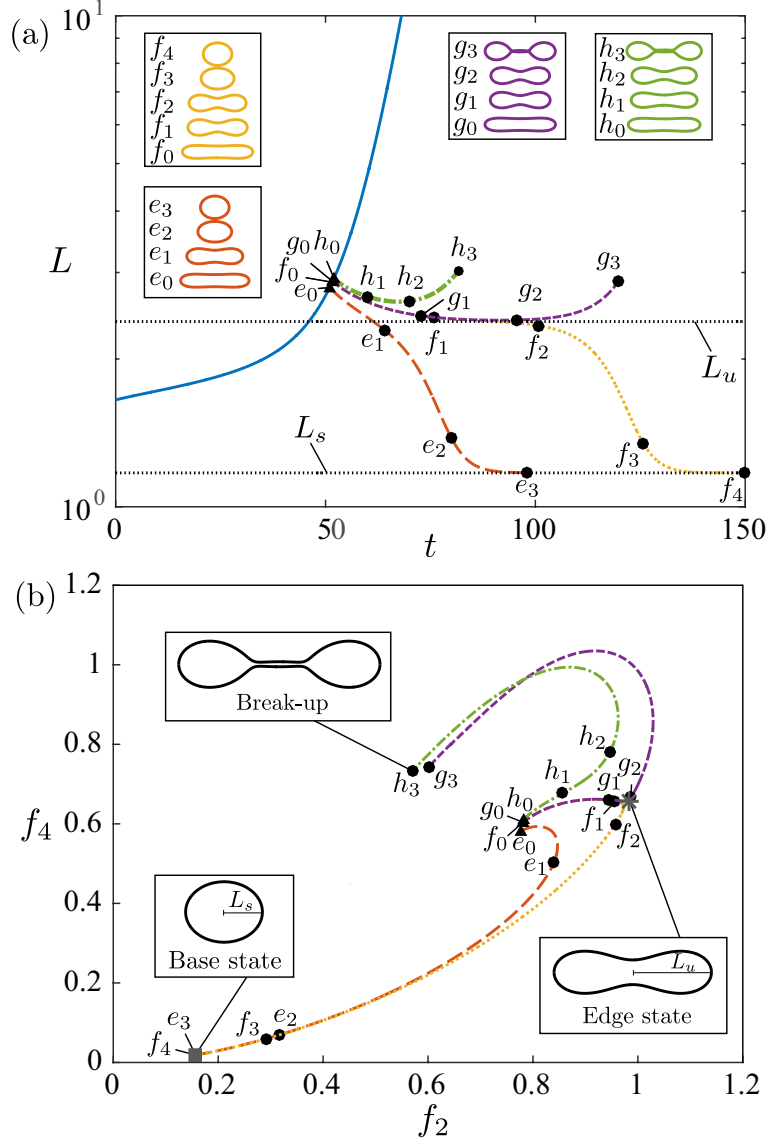 (a)
10^1
L
10^0
f_4
f_3
f_2
f_1
f_0
e_3
e_2
e_1
e_0
g_3
g_2
g_1
g_0
h_3
h_2
h_1
h_0
g_0 h_0
f_0
e_0
h_1
h_2
h_3
g_1
f_1
g_2
f_2
g_3
e_1
e_2
e_3
f_3
f_4
L_u
L_s
0
50
100
150
t
(b)
1.2
1
0.8
0.6
0.4
0.2
0
f_4
Break-up
h_3
g_3
h_2
h_1
g_1
g_2
h_0
g_0
f_0
e_0
f_1
f_2
e_1
L_s
Base state
L_u
Edge state
e_3
f_4
f_3
e_2
0
0.2
0.4
0.6
0.8
1
1.2
f_2